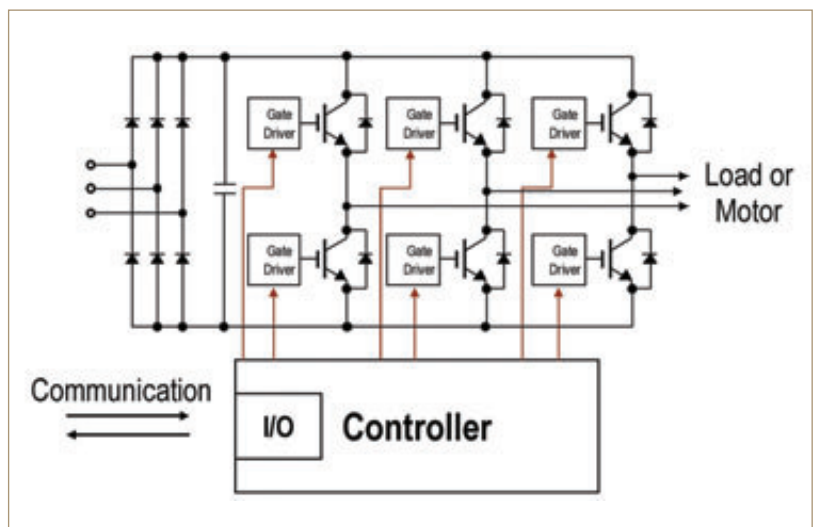 Gate
Driver
Gate
Driver
Gate
Driver
Load or
Motor
Gate
Driver
Gate
Driver
Gate
Driver
Communication
I/O
Controller